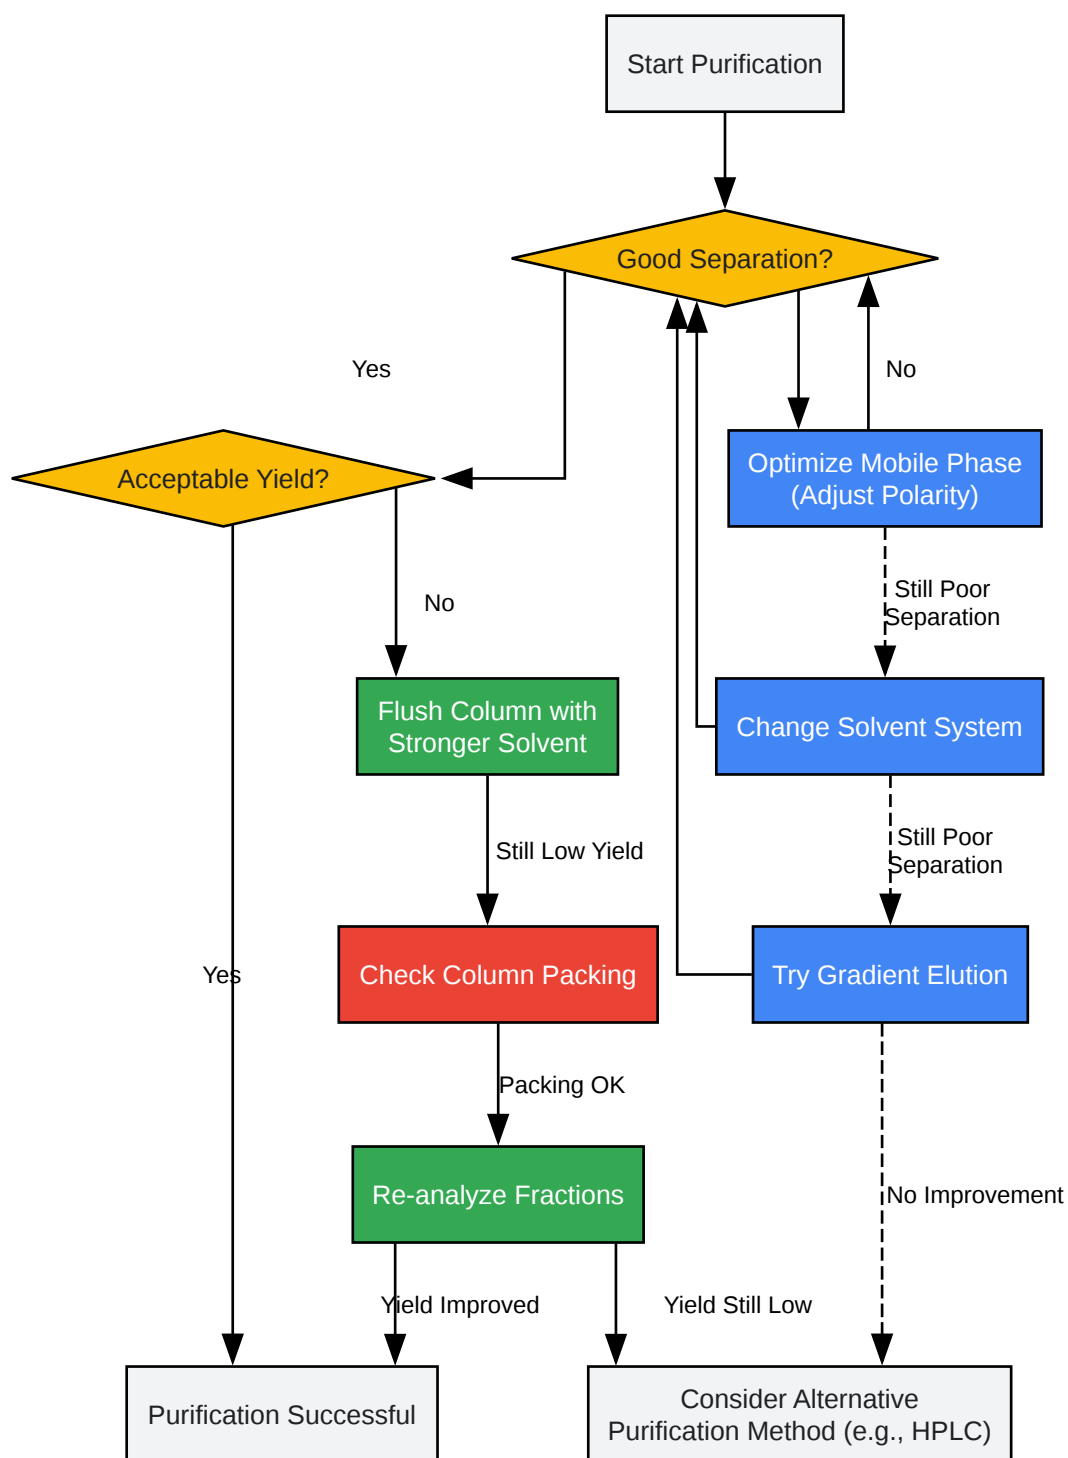 Start Purification
Good Separation?
Yes
No
Acceptable Yield?
Optimize Mobile Phase
(Adjust Polarity)
No
Still Poor
Separation
Flush Column with
Stronger Solvent
Change Solvent System
Still Low Yield
Still Poor
Separation
Yes
Check Column Packing
Try Gradient Elution
Packing OK
Re-analyze Fractions
No Improvement
Yield Improved
Yield Still Low
Purification Successful
Consider Alternative
Purification Method (e.g., HPLC)